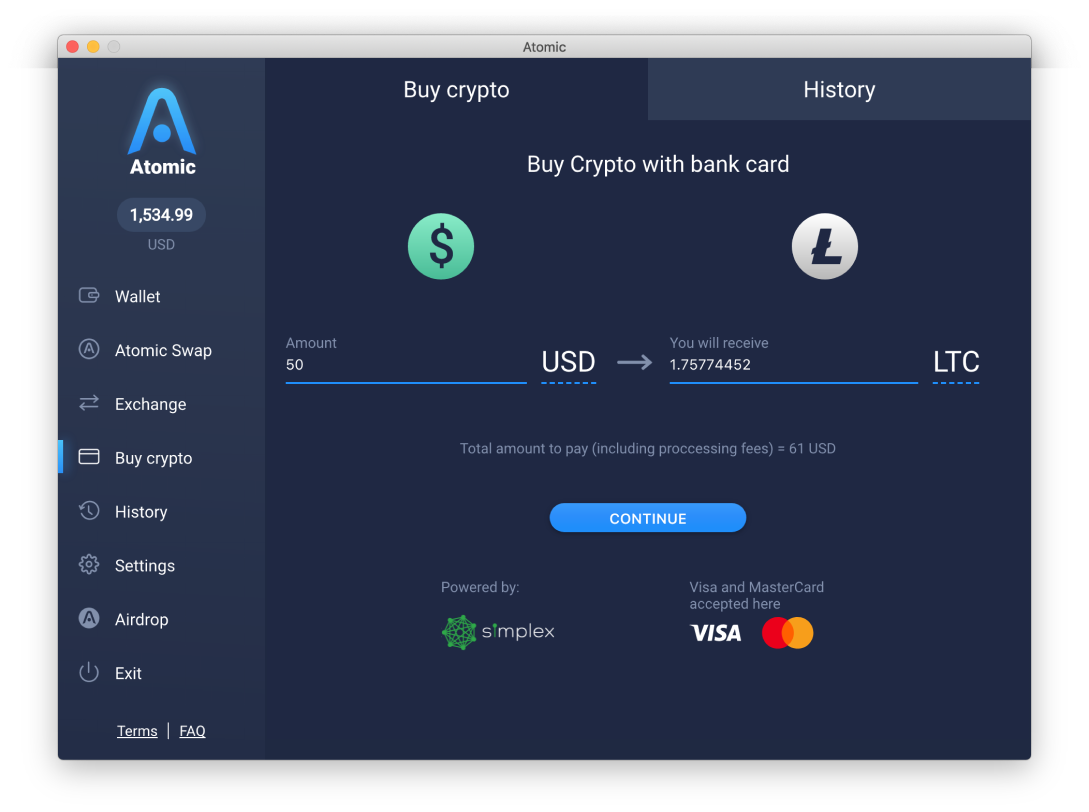 Atomic
Atomic
1,534.99
USD
Wallet
Atomic Swap
Exchange
Buy crypto
History
Settings
Airdrop
Exit
Terms | FAQ
Buy crypto
History
Buy Crypto with bank card
$
Ł
Amount
50
USD
You will receive
1.75774452
LTC
Total amount to pay (including proccessing fees) = 61 USD
CONTINUE
Powered by:
simplex
Visa and MasterCard
accepted here
VISA